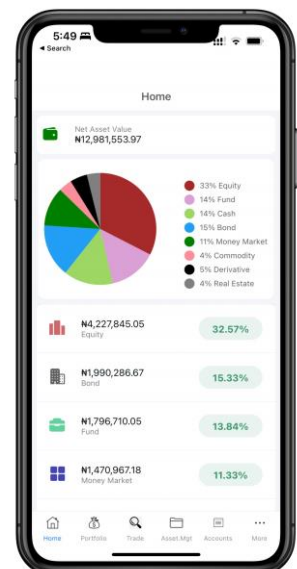 5:49
Search
Home
Net Asset Value
₦12,981,553.97
33% Equity
14% Fund
14% Cash
15% Bond
11% Money Market
4% Commodity
5% Derivative
4% Real Estate
₦4,227,845.05
Equity
32.57%
₦1,990,286.67
Bond
15.33%
₦1,796,710.05
Fund
13.84%
₦1,470,967.18
Money Market
11.33%
Home Portfolio Trade Asset.Mgt Accounts More